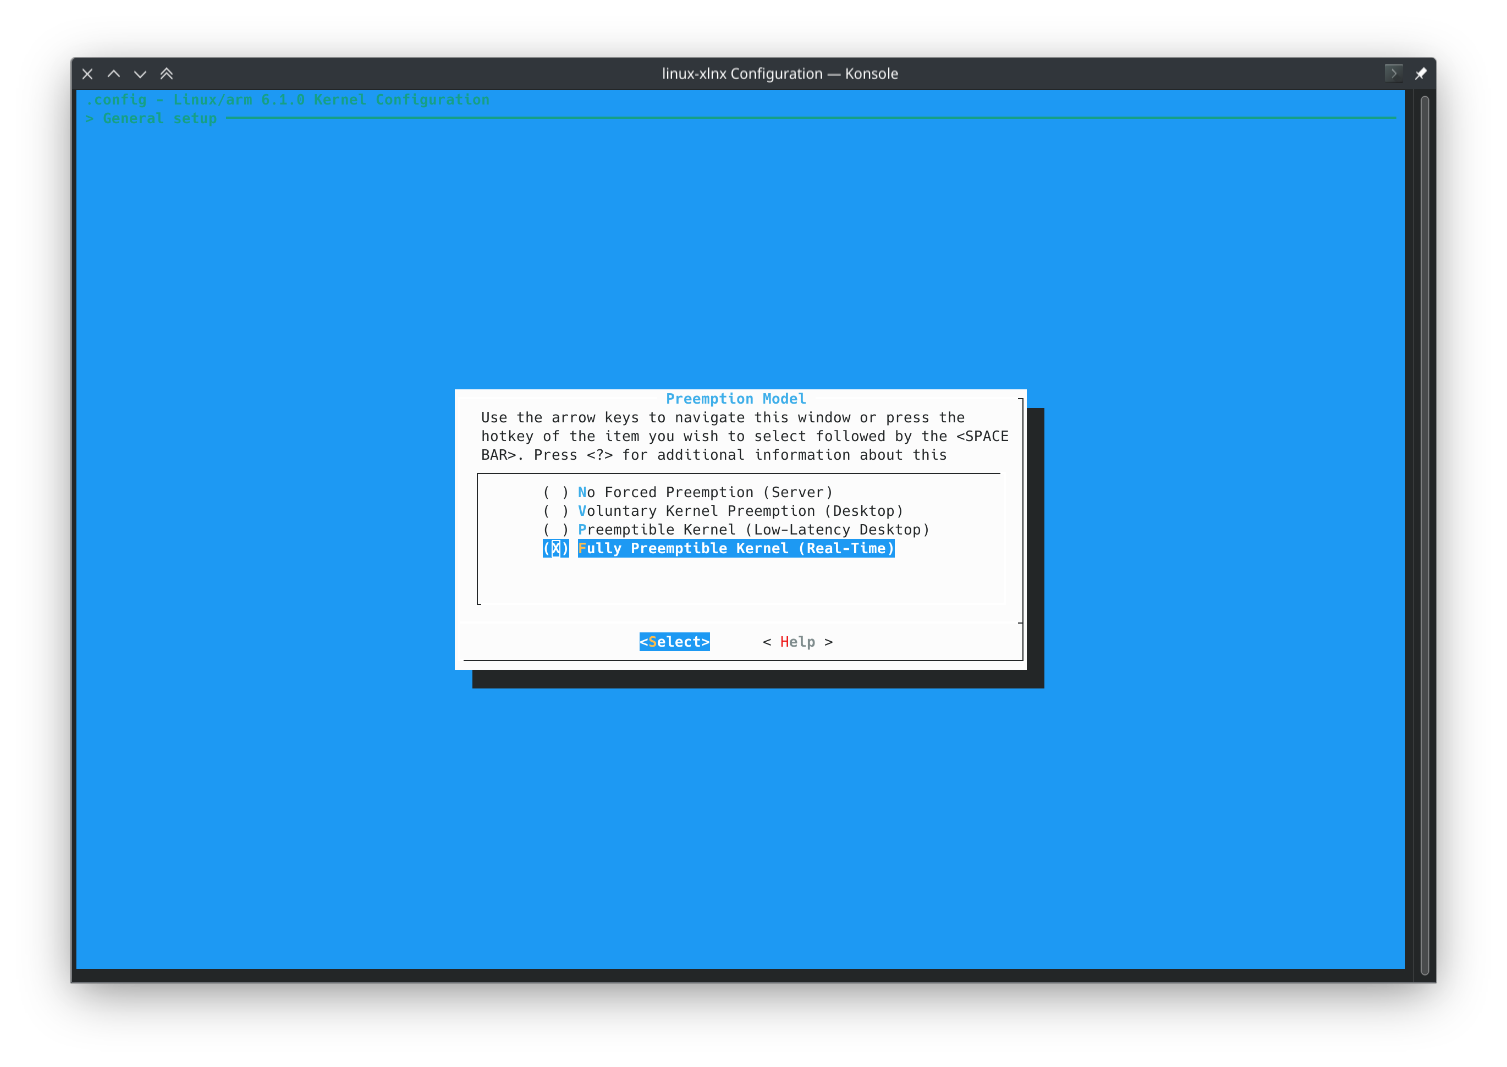 linux-xlnx Configuration — Konsole
.config - Linux/arm 6.1.0 Kernel Configuration
> General setup
Preemption Model
Use the arrow keys to navigate this window or press the
hotkey of the item you wish to select followed by the <SPACE
BAR>. Press <?> for additional information about this
( ) No Forced Preemption (Server)
( ) Voluntary Kernel Preemption (Desktop)
( ) Preemptible Kernel (Low-Latency Desktop)
(X) Fully Preemptible Kernel (Real-Time)
<Select> < Help >